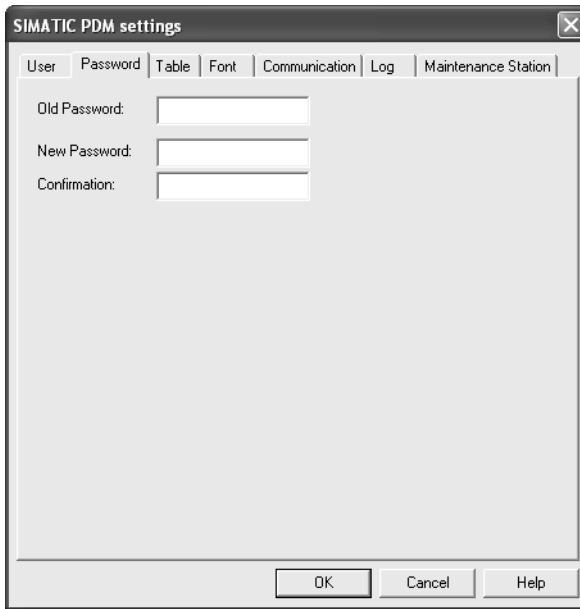 SIMATIC PDM settings
User Password Table Font Communication Log Maintenance Station
Old Password:
New Password:
Confirmation:
OK Cancel Help